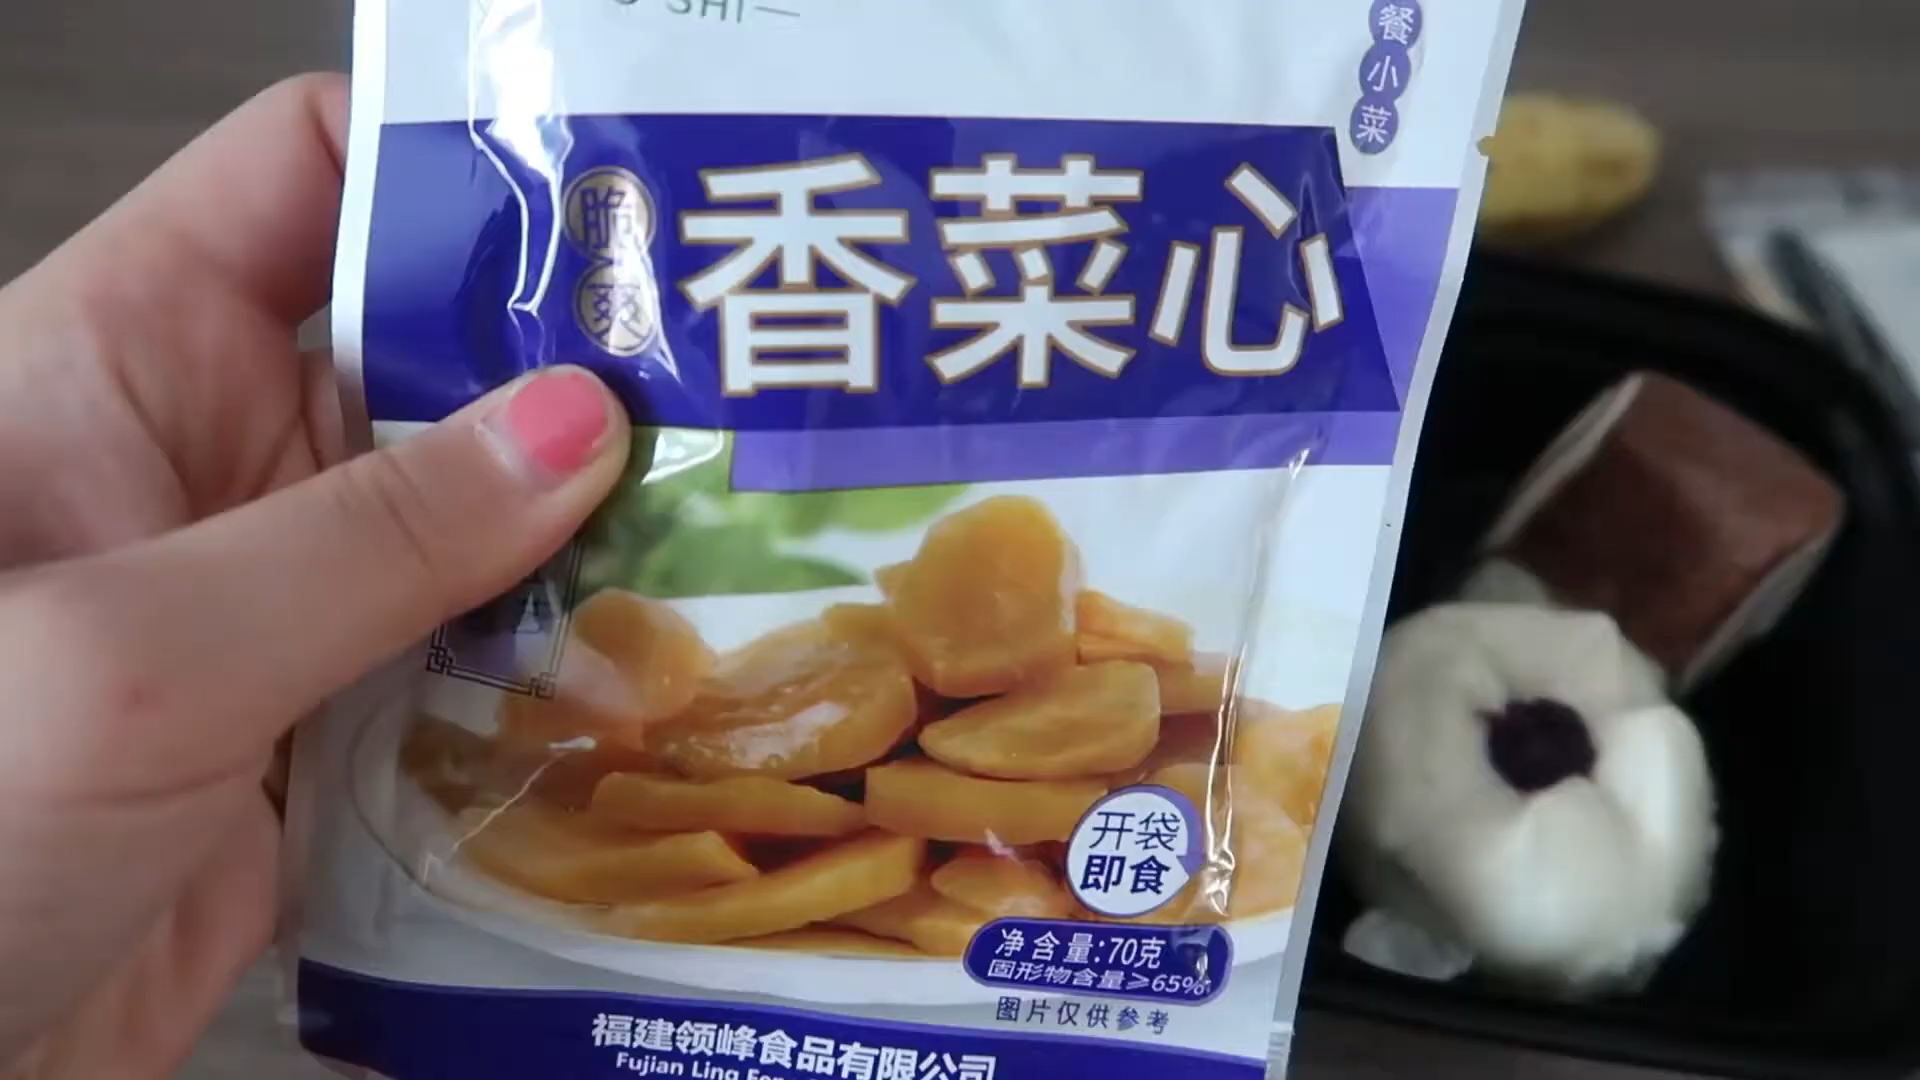 SHI—
餐小菜
脆爽
香菜心
开袋
即食
净含量:70克
固形物含量≥65%
图片仅供参考
福建领峰食品有限公司
Fujian Ling